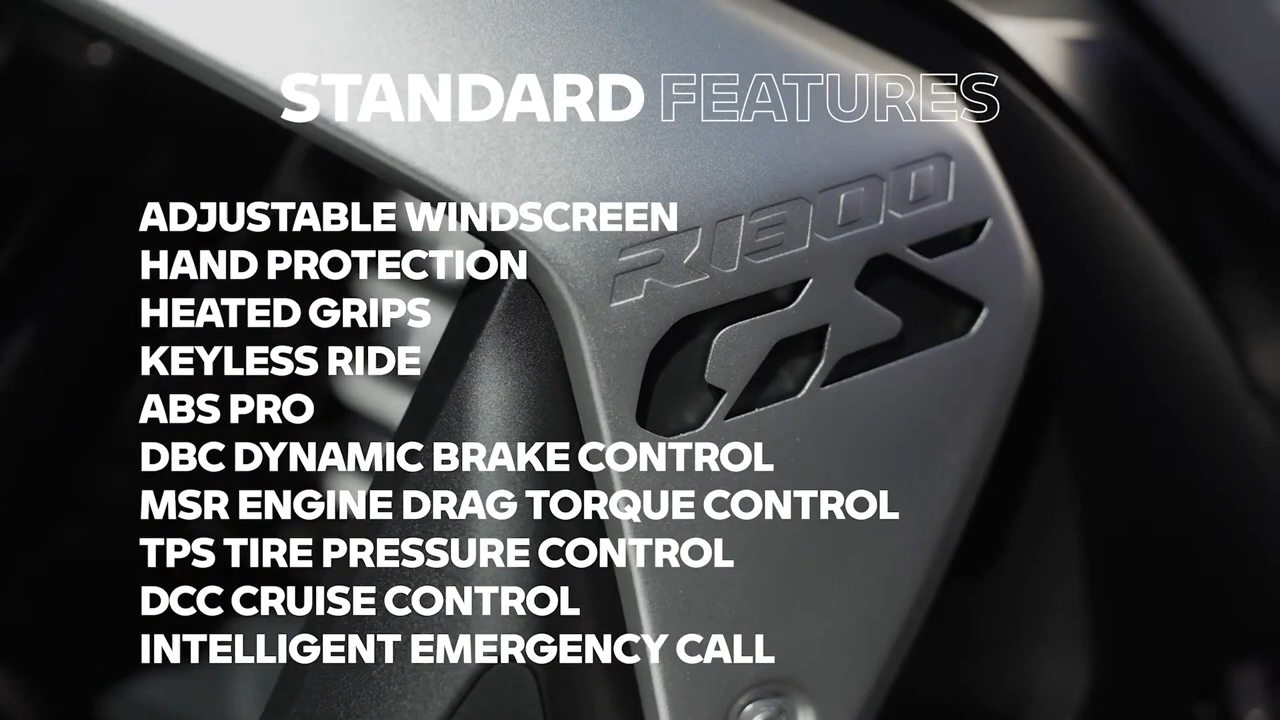 STANDARD FEATURES
R1300
GS
ADJUSTABLE WINDSCREEN
HAND PROTECTION
HEATED GRIPS
KEYLESS RIDE
ABS PRO
DBC DYNAMIC BRAKE CONTROL
MSR ENGINE DRAG TORQUE CONTROL
TPS TIRE PRESSURE CONTROL
DCC CRUISE CONTROL
INTELLIGENT EMERGENCY CALL